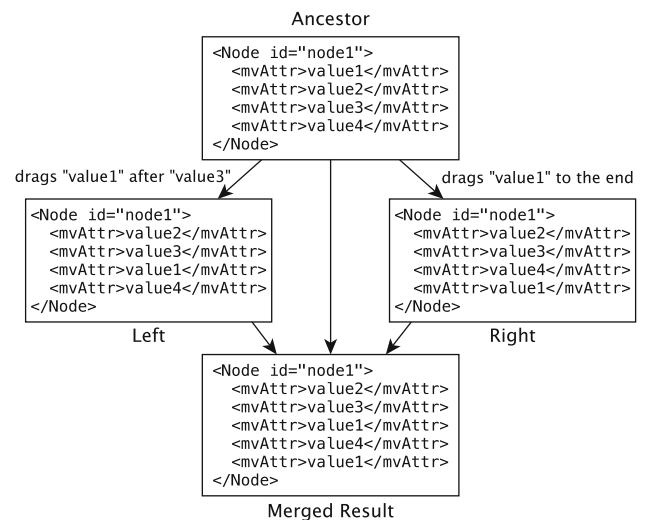 Ancestor
<Node id="node1">
  <mvAttr>value1</mvAttr>
  <mvAttr>value2</mvAttr>
  <mvAttr>value3</mvAttr>
  <mvAttr>value4</mvAttr>
</Node>
drags "value1" after "value3"
drags "value1" to the end
<Node id="node1">
  <mvAttr>value2</mvAttr>
  <mvAttr>value3</mvAttr>
  <mvAttr>value1</mvAttr>
  <mvAttr>value4</mvAttr>
</Node>
Left
<Node id="node1">
  <mvAttr>value2</mvAttr>
  <mvAttr>value3</mvAttr>
  <mvAttr>value4</mvAttr>
  <mvAttr>value1</mvAttr>
</Node>
Right
<Node id="node1">
  <mvAttr>value2</mvAttr>
  <mvAttr>value3</mvAttr>
  <mvAttr>value1</mvAttr>
  <mvAttr>value4</mvAttr>
  <mvAttr>value1</mvAttr>
</Node>
Merged Result